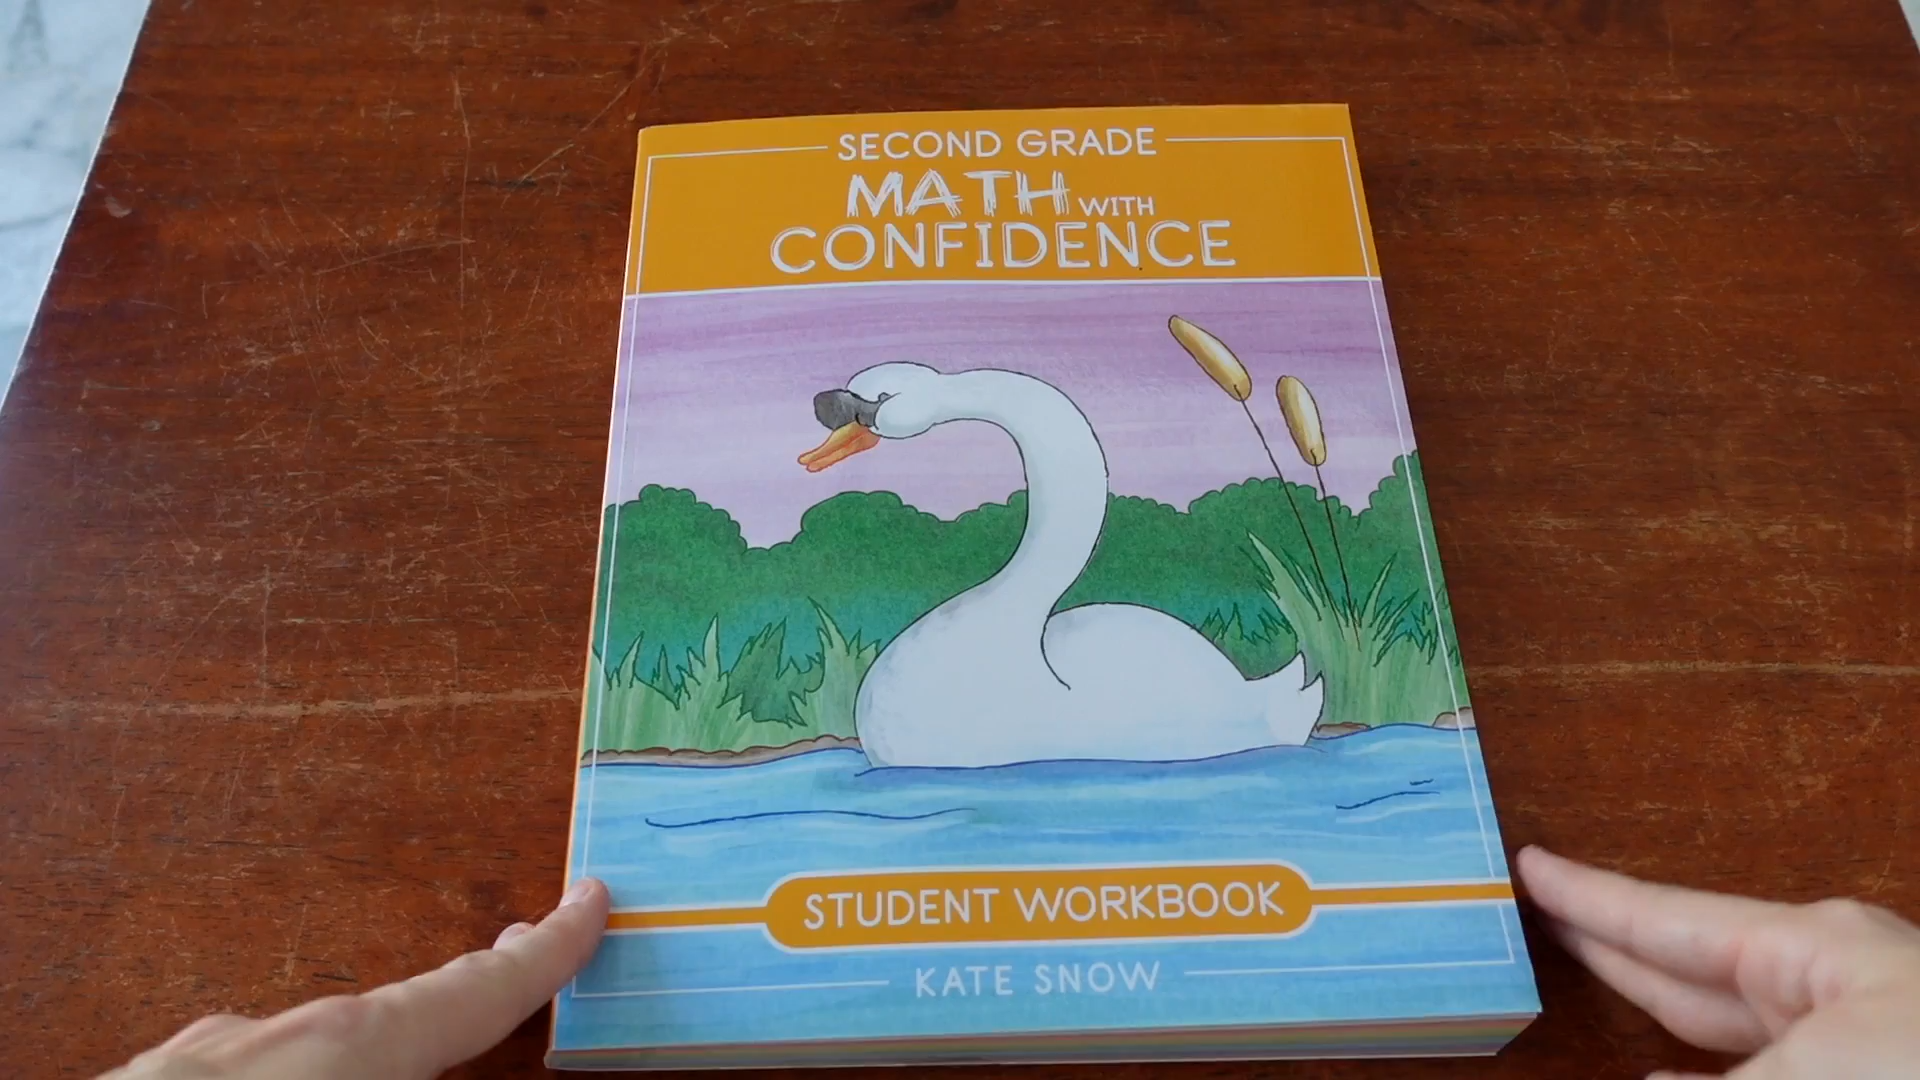 SECOND GRADE
MATH WITH
CONFIDENCE
STUDENT WORKBOOK
KATE SNOW